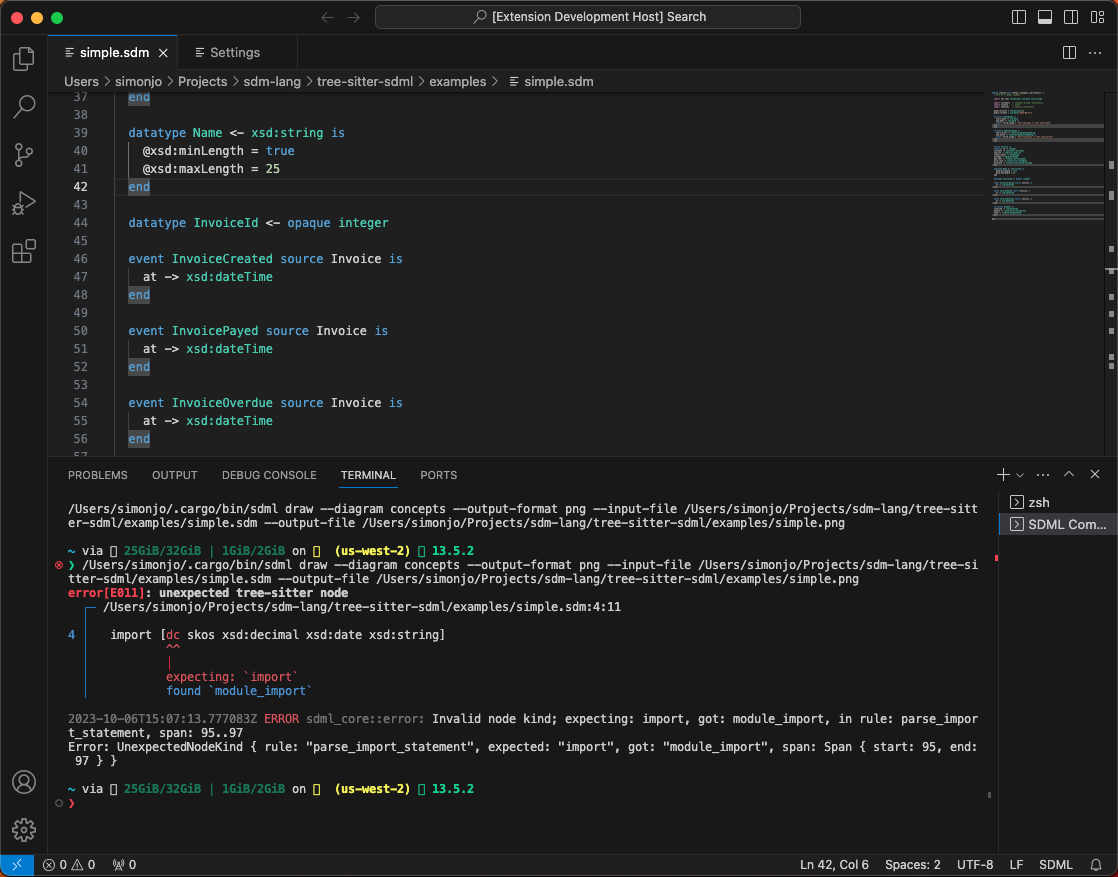 [Extension Development Host] Search
simple.sdm
Settings
Users > simonjo > Projects > sdm-lang > tree-sitter-sdml > examples > simple.sdm
37 end
38
39 datatype Name <- xsd:string is
40 @xsd:minLength = true
41 @xsd:maxLength = 25
42 end
43
44 datatype InvoiceId <- opaque integer
45
46 event InvoiceCreated source Invoice is
47 at -> xsd:dateTime
48 end
49
50 event InvoicePayed source Invoice is
51 at -> xsd:dateTime
52 end
53
54 event InvoiceOverdue source Invoice is
55 at -> xsd:dateTime
56 end
57
PROBLEMS OUTPUT DEBUG CONSOLE TERMINAL PORTS
zsh
SDML Com...
/Users/simonjo/.cargo/bin/sdml draw --diagram concepts --output-format png --input-file /Users/simonjo/Projects/sdm-lang/tree-sitt
er-sdml/examples/simple.sdm --output-file /Users/simonjo/Projects/sdm-lang/tree-sitter-sdml/examples/simple.png
~ via 25GiB/32GiB | 1GiB/2GiB on (us-west-2) 13.5.2
❯ /Users/simonjo/.cargo/bin/sdml draw --diagram concepts --output-format png --input-file /Users/simonjo/Projects/sdm-lang/tree-si
tter-sdml/examples/simple.sdm --output-file /Users/simonjo/Projects/sdm-lang/tree-sitter-sdml/examples/simple.png
error[E011]: unexpected tree-sitter node
/Users/simonjo/Projects/sdm-lang/tree-sitter-sdml/examples/simple.sdm:4:11
4 import [dc skos xsd:decimal xsd:date xsd:string]
^^
|
expecting: `import`
found `module_import`
2023-10-06T15:07:13.777083Z ERROR sdml_core::error: Invalid node kind; expecting: import, got: module_import, in rule: parse_impor
t_statement, span: 95..97
Error: UnexpectedNodeKind { rule: "parse_import_statement", expected: "import", got: "module_import", span: Span { start: 95, end:
97 } }
~ via 25GiB/32GiB | 1GiB/2GiB on (us-west-2) 13.5.2
❯
0 0 0
Ln 42, Col 6 Spaces: 2 UTF-8 LF SDML